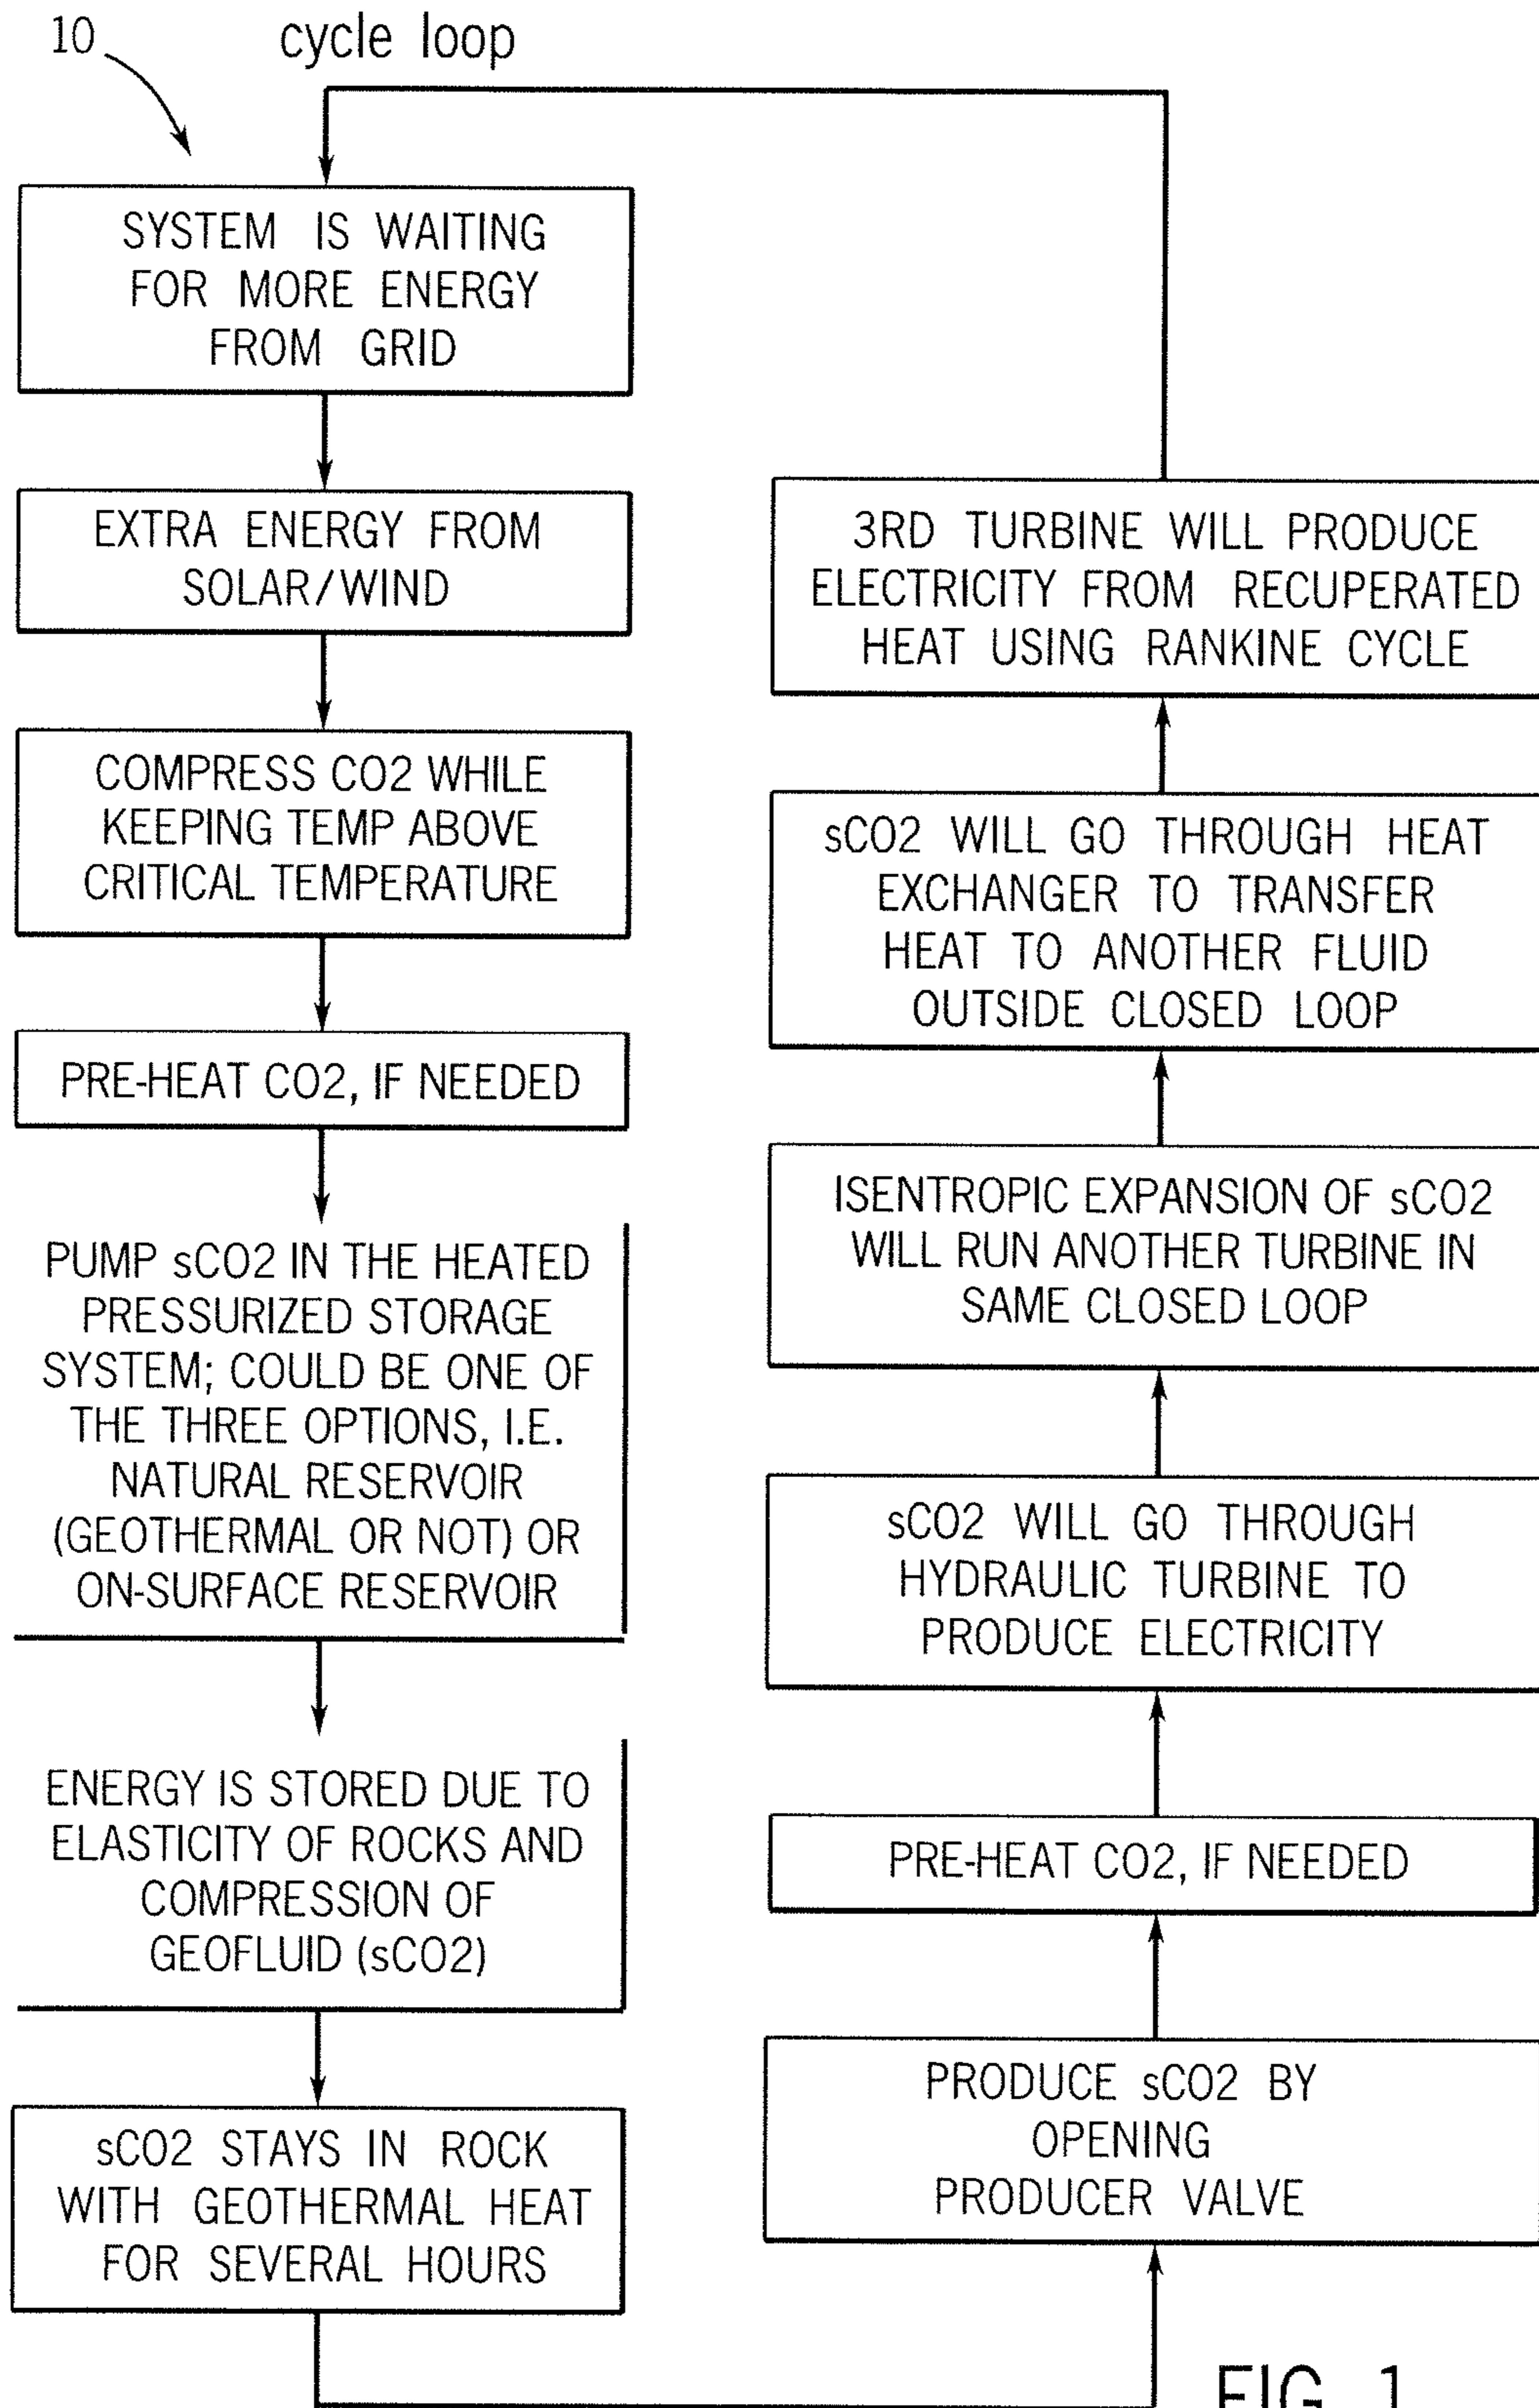 10
cycle loop
SYSTEM IS WAITING
FOR MORE ENERGY
FROM GRID
EXTRA ENERGY FROM
SOLAR/WIND
COMPRESS CO2 WHILE
KEEPING TEMP ABOVE
CRITICAL TEMPERATURE
PRE-HEAT CO2, IF NEEDED
PUMP sCO2 IN THE HEATED
PRESSURIZED STORAGE
SYSTEM; COULD BE ONE OF
THE THREE OPTIONS, I.E.
NATURAL RESERVOIR
(GEOTHERMAL OR NOT) OR
ON-SURFACE RESERVOIR
ENERGY IS STORED DUE TO
ELASTICITY OF ROCKS AND
COMPRESSION OF
GEOFLUID (sCO2)
sCO2 STAYS IN ROCK
WITH GEOTHERMAL HEAT
FOR SEVERAL HOURS
PRODUCE sCO2 BY
OPENING
PRODUCER VALVE
PRE-HEAT CO2, IF NEEDED
sCO2 WILL GO THROUGH
HYDRAULIC TURBINE TO
PRODUCE ELECTRICITY
ISENTROPIC EXPANSION OF sCO2
WILL RUN ANOTHER TURBINE IN
SAME CLOSED LOOP
sCO2 WILL GO THROUGH HEAT
EXCHANGER TO TRANSFER
HEAT TO ANOTHER FLUID
OUTSIDE CLOSED LOOP
3RD TURBINE WILL PRODUCE
ELECTRICITY FROM RECUPERATED
HEAT USING RANKINE CYCLE
FIG. 1